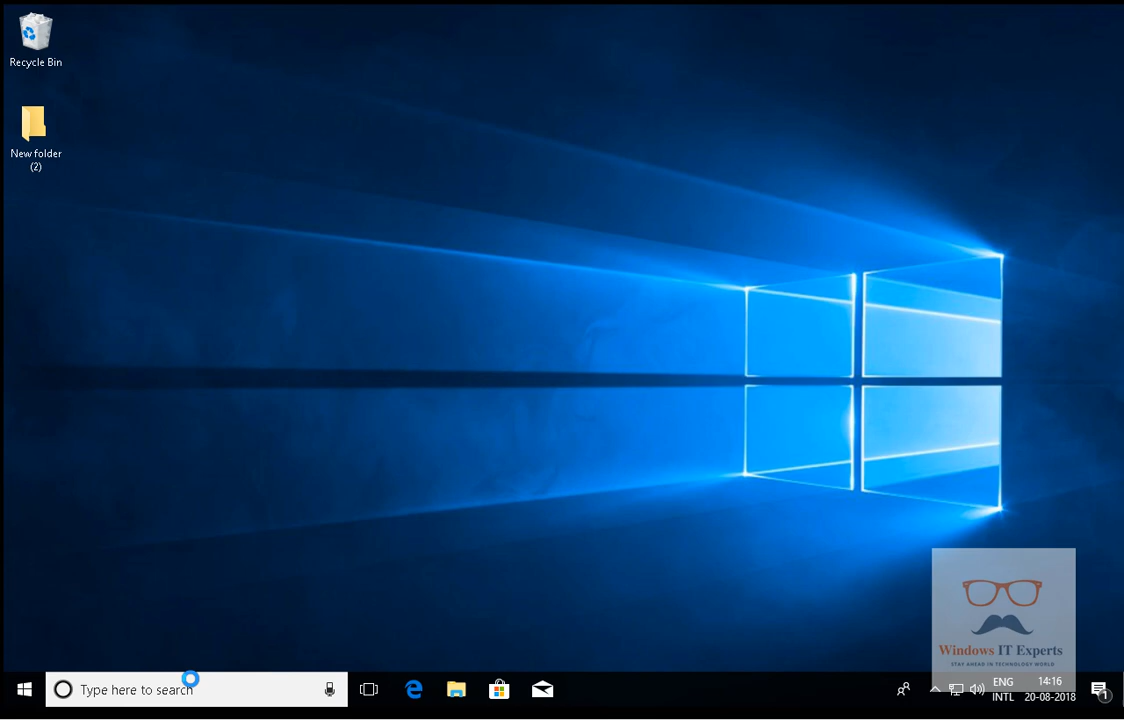 Recycle Bin
New folder
(2)
Windows IT Experts
STAY AHEAD IN TECHNOLOGY WORLD
Type here to search
ENG
INTL
14:16
20-08-2018
1